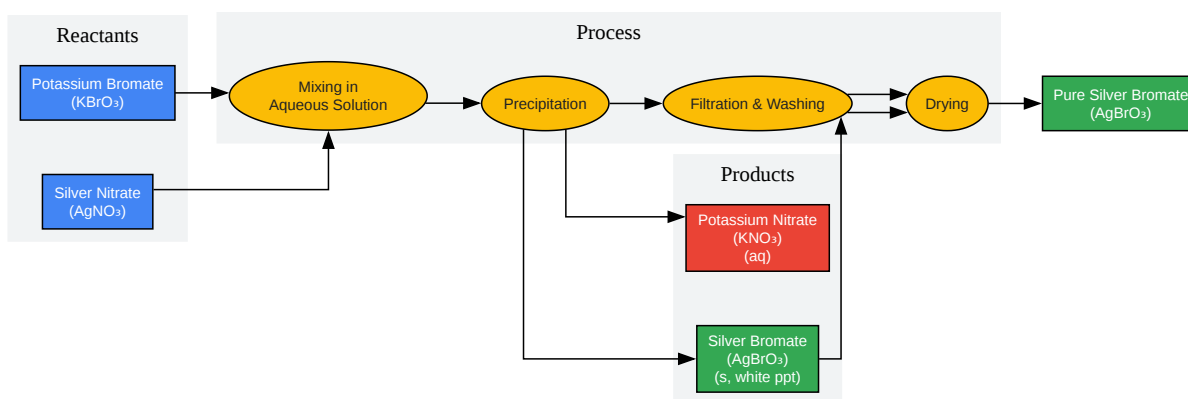 Reactants
Potassium Bromate
(KBrO₃)
Silver Nitrate
(AgNO₃)
Process
Mixing in
Aqueous Solution
Precipitation
Filtration & Washing
Drying
Products
Potassium Nitrate
(KNO₃)
(aq)
Silver Bromate
(AgBrO₃)
(s, white ppt)
Pure Silver Bromate
(AgBrO₃)